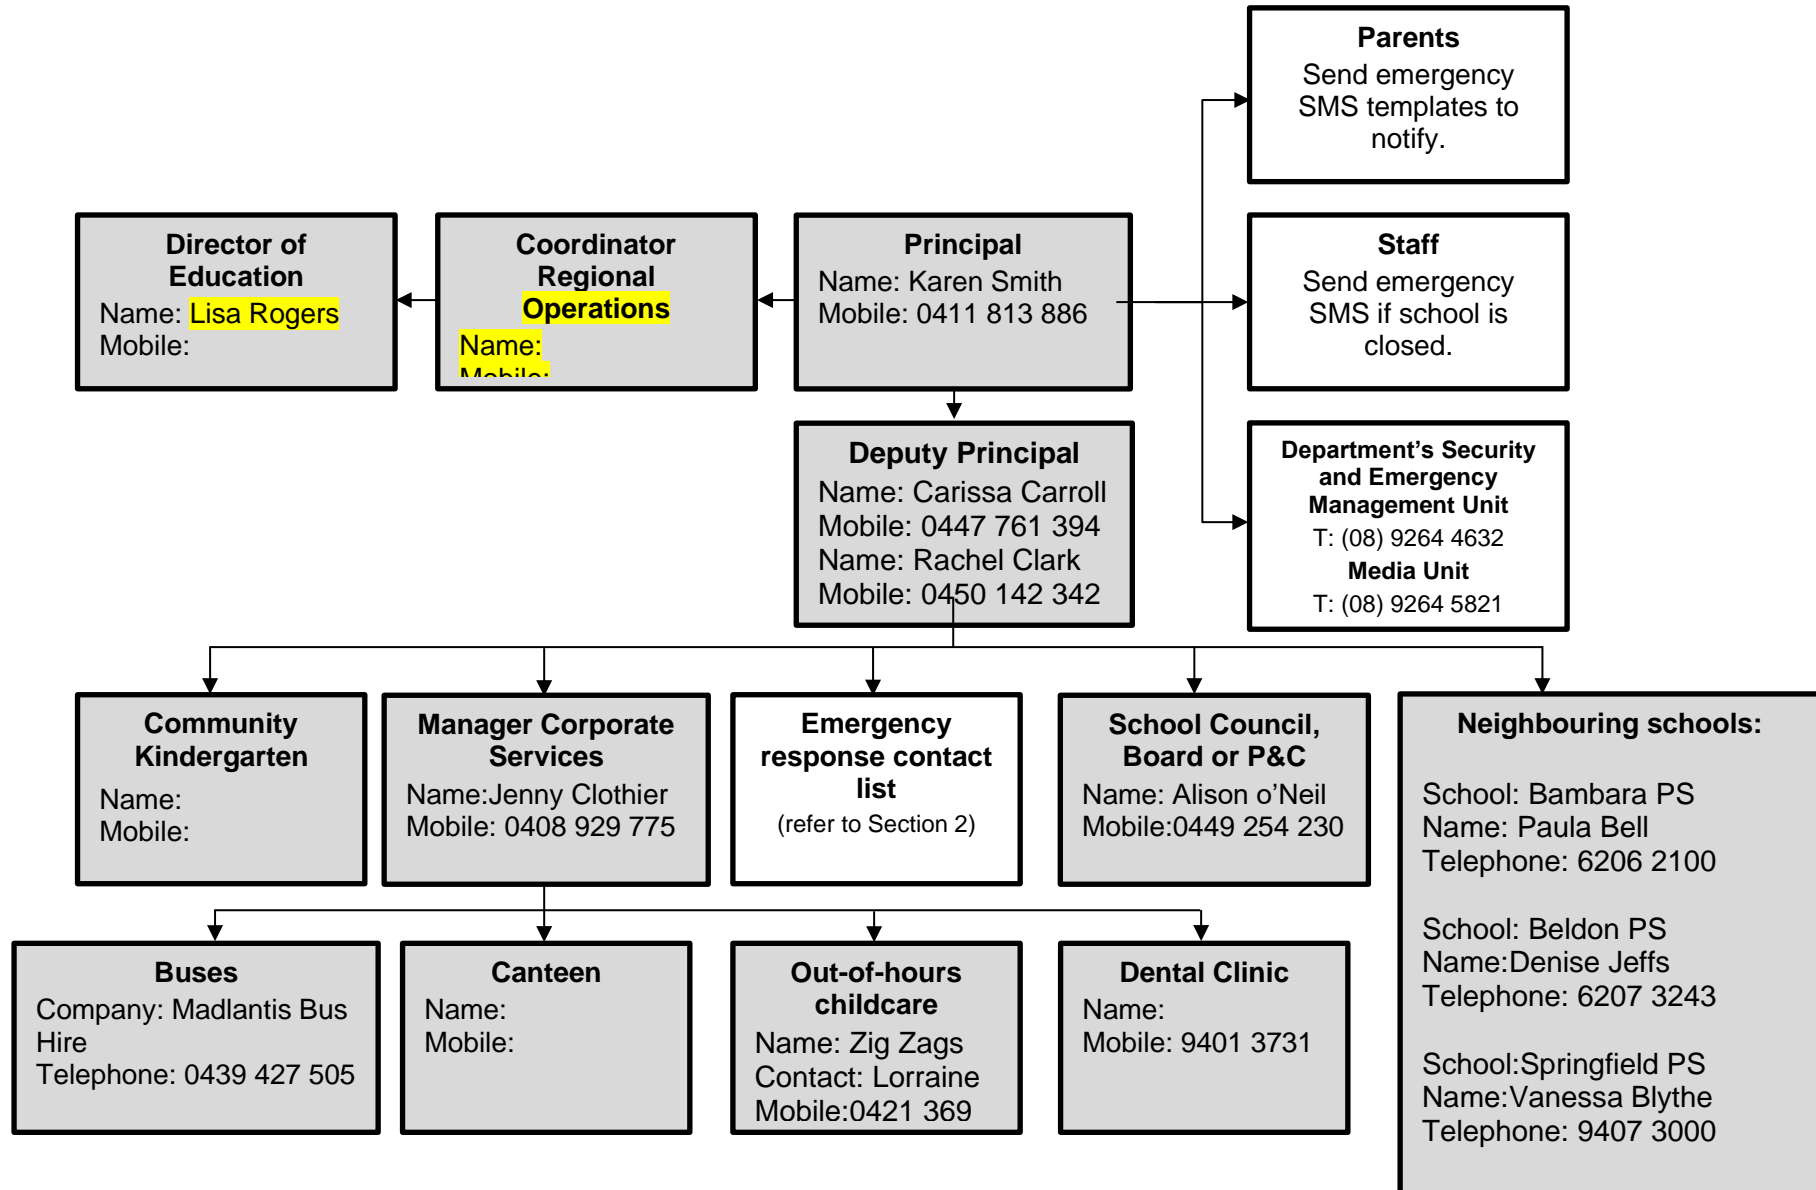 Parents
Send emergency
SMS templates to
notify.
Director of
Education
Name: Lisa Rogers
Mobile:
Coordinator
Regional
Operations
Name:
Mobile:
Principal
Name: Karen Smith
Mobile: 0411 813 886
Staff
Send emergency
SMS if school is
closed.
Deputy Principal
Name: Carissa Carroll
Mobile: 0447 761 394
Name: Rachel Clark
Mobile: 0450 142 342
Department’s Security
and Emergency
Management Unit
T: (08) 9264 4632
Media Unit
T: (08) 9264 5821
Community
Kindergarten
Name:
Mobile:
Manager Corporate
Services
Name:Jenny Clothier
Mobile: 0408 929 775
Emergency
response contact
list
(refer to Section 2)
School Council,
Board or P&C
Name: Alison o’Neil
Mobile:0449 254 230
Neighbouring schools:
School: Bambara PS
Name: Paula Bell
Telephone: 6206 2100
School: Beldon PS
Name:Denise Jeffs
Telephone: 6207 3243
School:Springfield PS
Name:Vanessa Blythe
Telephone: 9407 3000
Buses
Company: Madlantis Bus
Hire
Telephone: 0439 427 505
Canteen
Name:
Mobile:
Out-of-hours
childcare
Name: Zig Zags
Contact: Lorraine
Mobile:0421 369
Dental Clinic
Name:
Mobile: 9401 3731